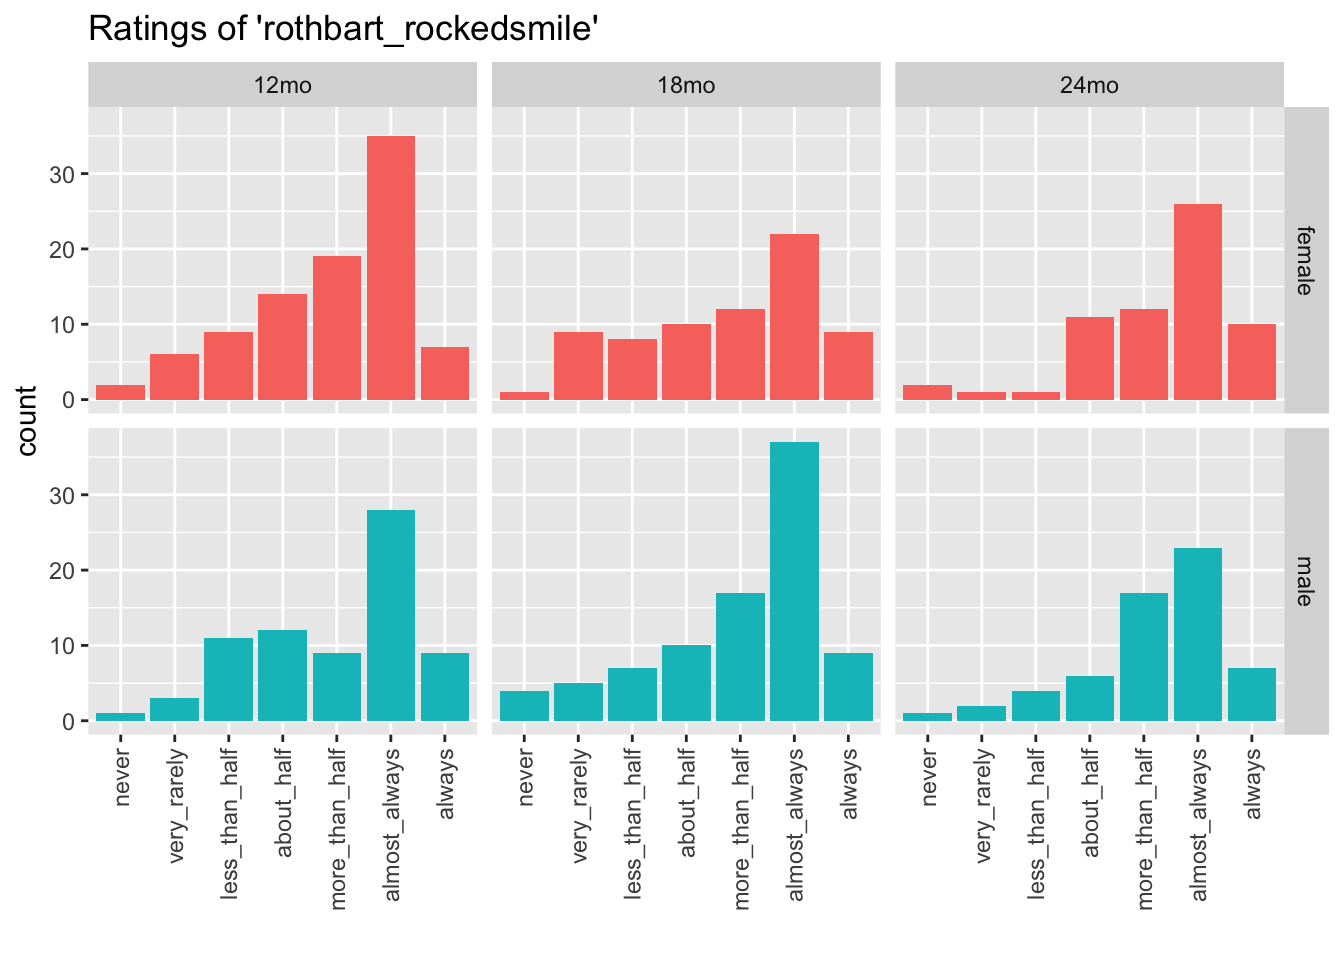 Ratings of 'rothbart_rockedsmile'
12mo 18mo 24mo
30
20
10
0
female
count
30
20
10
0
male
never very_rarely less_than_half about_half more_than_half almost_always always
never very_rarely less_than_half about_half more_than_half almost_always always
never very_rarely less_than_half about_half more_than_half almost_always always